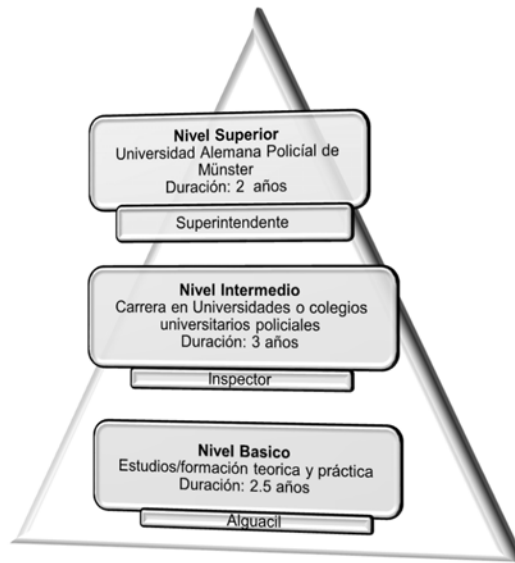 Nivel Superior
Universidad Alemana Policíal de
Münster
Duración: 2 años
Superintendente
Nivel Intermedio
Carrera en Universidades o colegios
universitarios policiales
Duración: 3 años
Inspector
Nivel Basico
Estudios/formación teorica y práctica
Duración: 2.5 años
Alguacil